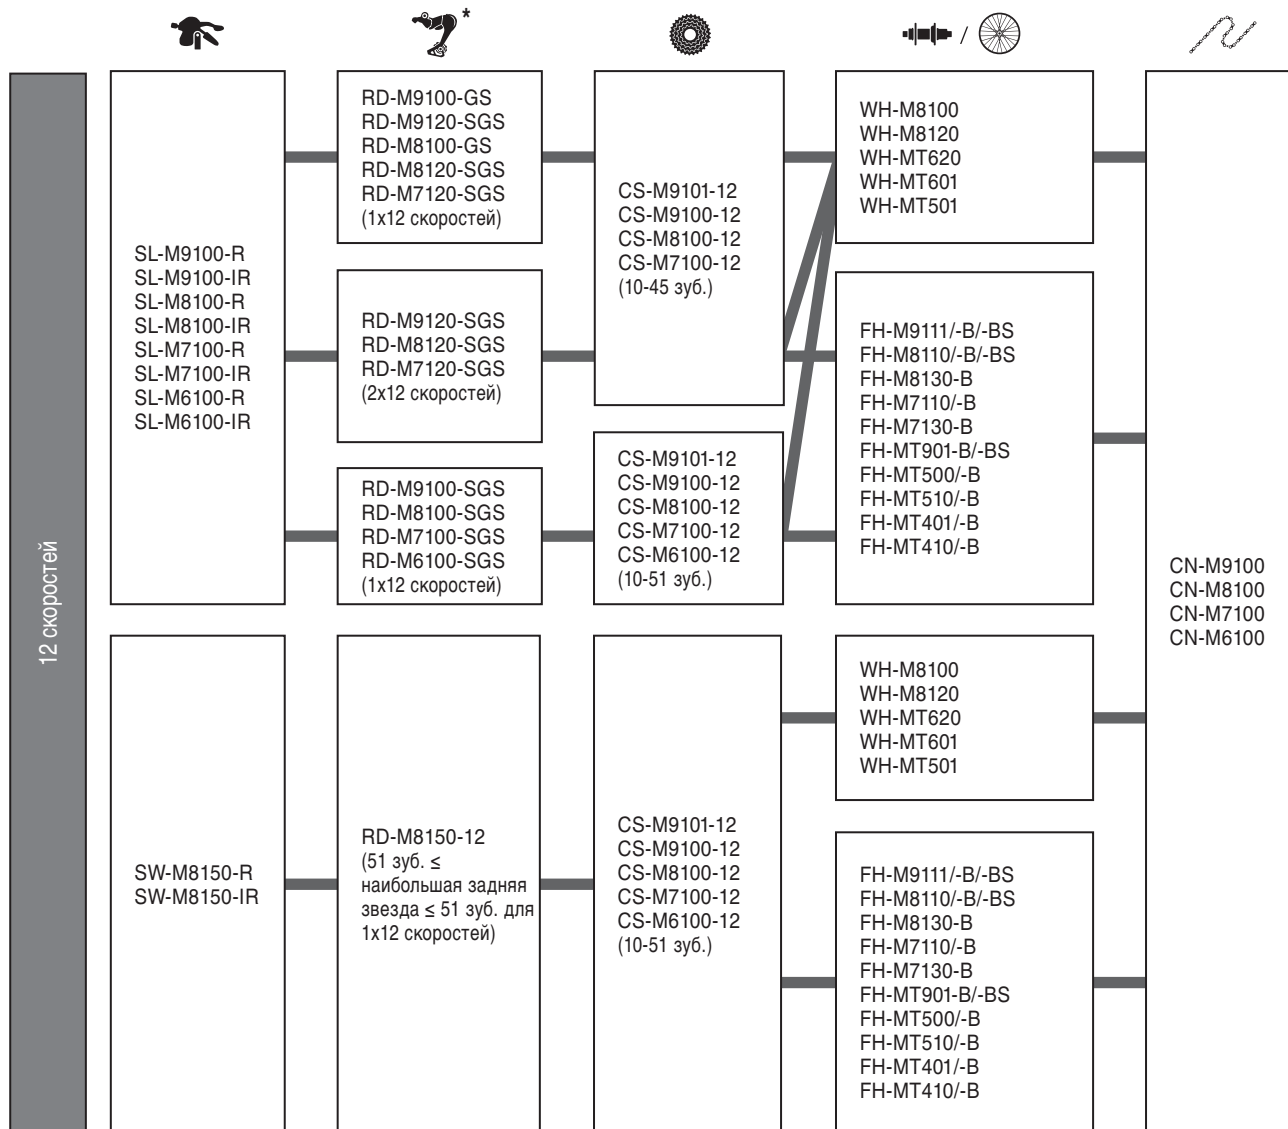 *
/
12 скоростей
SL-M9100-R
SL-M9100-IR
SL-M8100-R
SL-M8100-IR
SL-M7100-R
SL-M7100-IR
SL-M6100-R
SL-M6100-IR
RD-M9100-GS
RD-M9120-SGS
RD-M8100-GS
RD-M8120-SGS
RD-M7120-SGS
(1x12 скоростей)
RD-M9120-SGS
RD-M8120-SGS
RD-M7120-SGS
(2x12 скоростей)
RD-M9100-SGS
RD-M8100-SGS
RD-M7100-SGS
RD-M6100-SGS
(1x12 скоростей)
CS-M9101-12
CS-M9100-12
CS-M8100-12
CS-M7100-12
(10-45 зуб.)
CS-M9101-12
CS-M9100-12
CS-M8100-12
CS-M7100-12
CS-M6100-12
(10-51 зуб.)
WH-M8100
WH-M8120
WH-MT620
WH-MT601
WH-MT501
FH-M9111/-B/-BS
FH-M8110/-B/-BS
FH-M8130-B
FH-M7110/-B
FH-M7130-B
FH-MT901-B/-BS
FH-MT500/-B
FH-MT510/-B
FH-MT401/-B
FH-MT410/-B
SW-M8150-R
SW-M8150-IR
RD-M8150-12
(51 зуб. ≤
наибольшая задняя
звезда ≤ 51 зуб. для
1x12 скоростей)
CS-M9101-12
CS-M9100-12
CS-M8100-12
CS-M7100-12
CS-M6100-12
(10-51 зуб.)
WH-M8100
WH-M8120
WH-MT620
WH-MT601
WH-MT501
FH-M9111/-B/-BS
FH-M8110/-B/-BS
FH-M8130-B
FH-M7110/-B
FH-M7130-B
FH-MT901-B/-BS
FH-MT500/-B
FH-MT510/-B
FH-MT401/-B
FH-MT410/-B
CN-M9100
CN-M8100
CN-M7100
CN-M6100